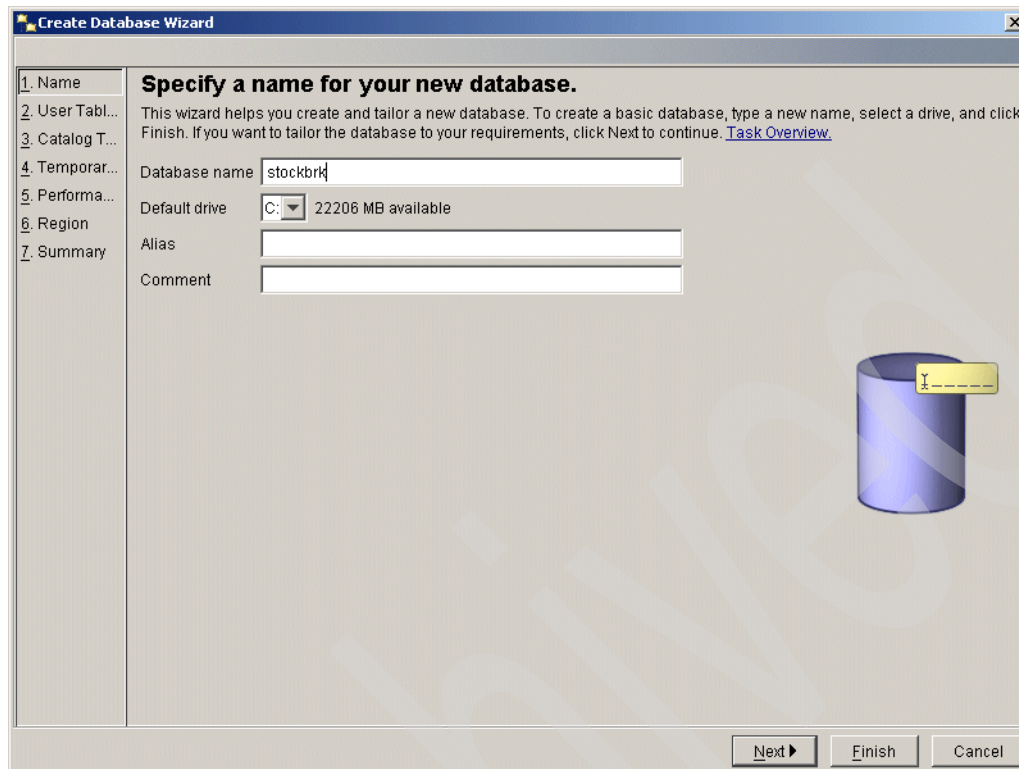 Create Database Wizard
1. Name
2. User Tabl...
3. Catalog T...
4. Temporar...
5. Performa...
6. Region
7. Summary
Specify a name for your new database.
This wizard helps you create and tailor a new database. To create a basic database, type a new name, select a drive, and click
Finish. If you want to tailor the database to your requirements, click Next to continue. Task Overview.
Database name stockbrk
Default drive C: 22206 MB available
Alias
Comment
Next Finish Cancel